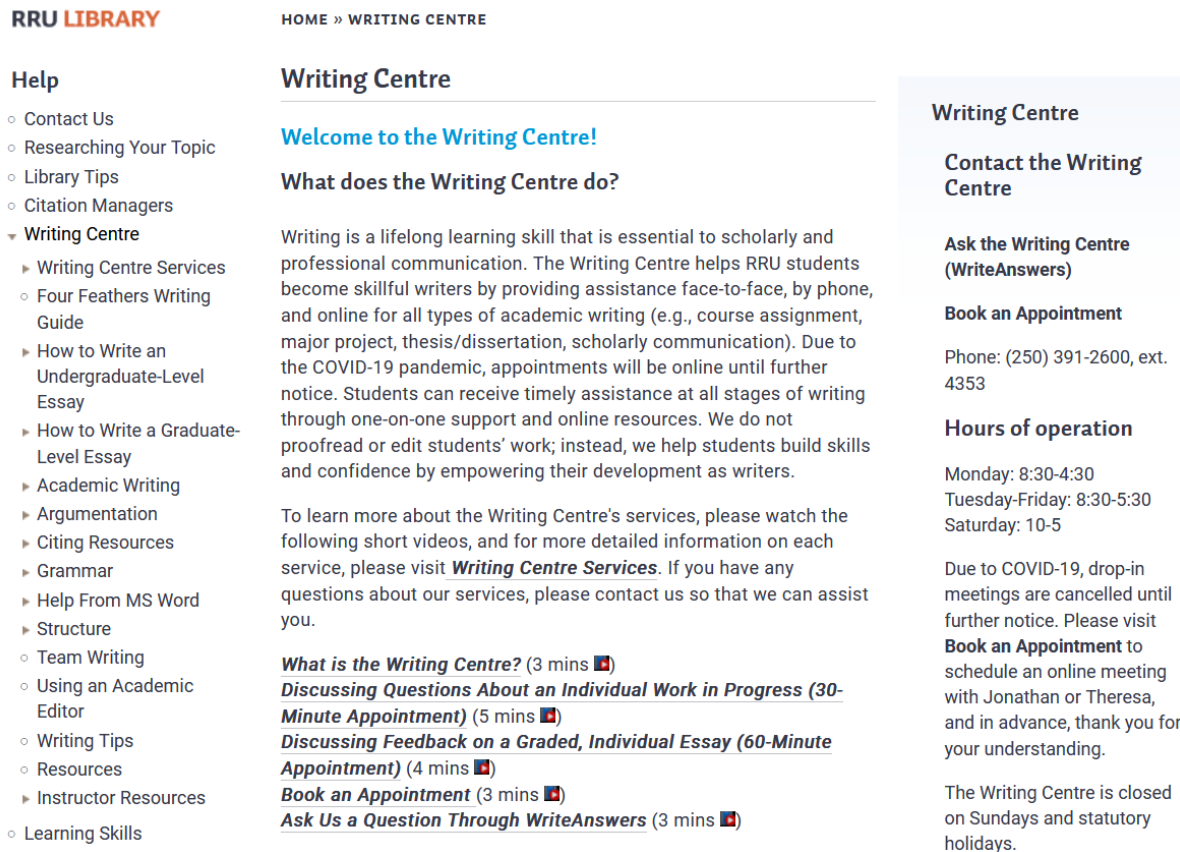 RRU LIBRARY
HOME » WRITING CENTRE
Help
Contact Us
Researching Your Topic
Library Tips
Citation Managers
Writing Centre
Writing Centre Services
Four Feathers Writing
Guide
How to Write an
Undergraduate-Level
Essay
How to Write a Graduate-
Level Essay
Academic Writing
Argumentation
Citing Resources
Grammar
Help From MS Word
Structure
Team Writing
Using an Academic
Editor
Writing Tips
Resources
Instructor Resources
Learning Skills
Writing Centre
Welcome to the Writing Centre!
What does the Writing Centre do?
Writing is a lifelong learning skill that is essential to scholarly and
professional communication. The Writing Centre helps RRU students
become skillful writers by providing assistance face-to-face, by phone,
and online for all types of academic writing (e.g., course assignment,
major project, thesis/dissertation, scholarly communication). Due to
the COVID-19 pandemic, appointments will be online until further
notice. Students can receive timely assistance at all stages of writing
through one-on-one support and online resources. We do not
proofread or edit students' work; instead, we help students build skills
and confidence by empowering their development as writers.
To learn more about the Writing Centre's services, please watch the
following short videos, and for more detailed information on each
service, please visit Writing Centre Services. If you have any
questions about our services, please contact us so that we can assist
you.
What is the Writing Centre? (3 mins)
Discussing Questions About an Individual Work in Progress (30-
Minute Appointment) (5 mins)
Discussing Feedback on a Graded, Individual Essay (60-Minute
Appointment) (4 mins)
Book an Appointment (3 mins)
Ask Us a Question Through WriteAnswers (3 mins)
Writing Centre
Contact the Writing
Centre
Ask the Writing Centre
(WriteAnswers)
Book an Appointment
Phone: (250) 391-2600, ext.
4353
Hours of operation
Monday: 8:30-4:30
Tuesday-Friday: 8:30-5:30
Saturday: 10-5
Due to COVID-19, drop-in
meetings are cancelled until
further notice. Please visit
Book an Appointment to
schedule an online meeting
with Jonathan or Theresa,
and in advance, thank you for
your understanding.
The Writing Centre is closed
on Sundays and statutory
holidays.